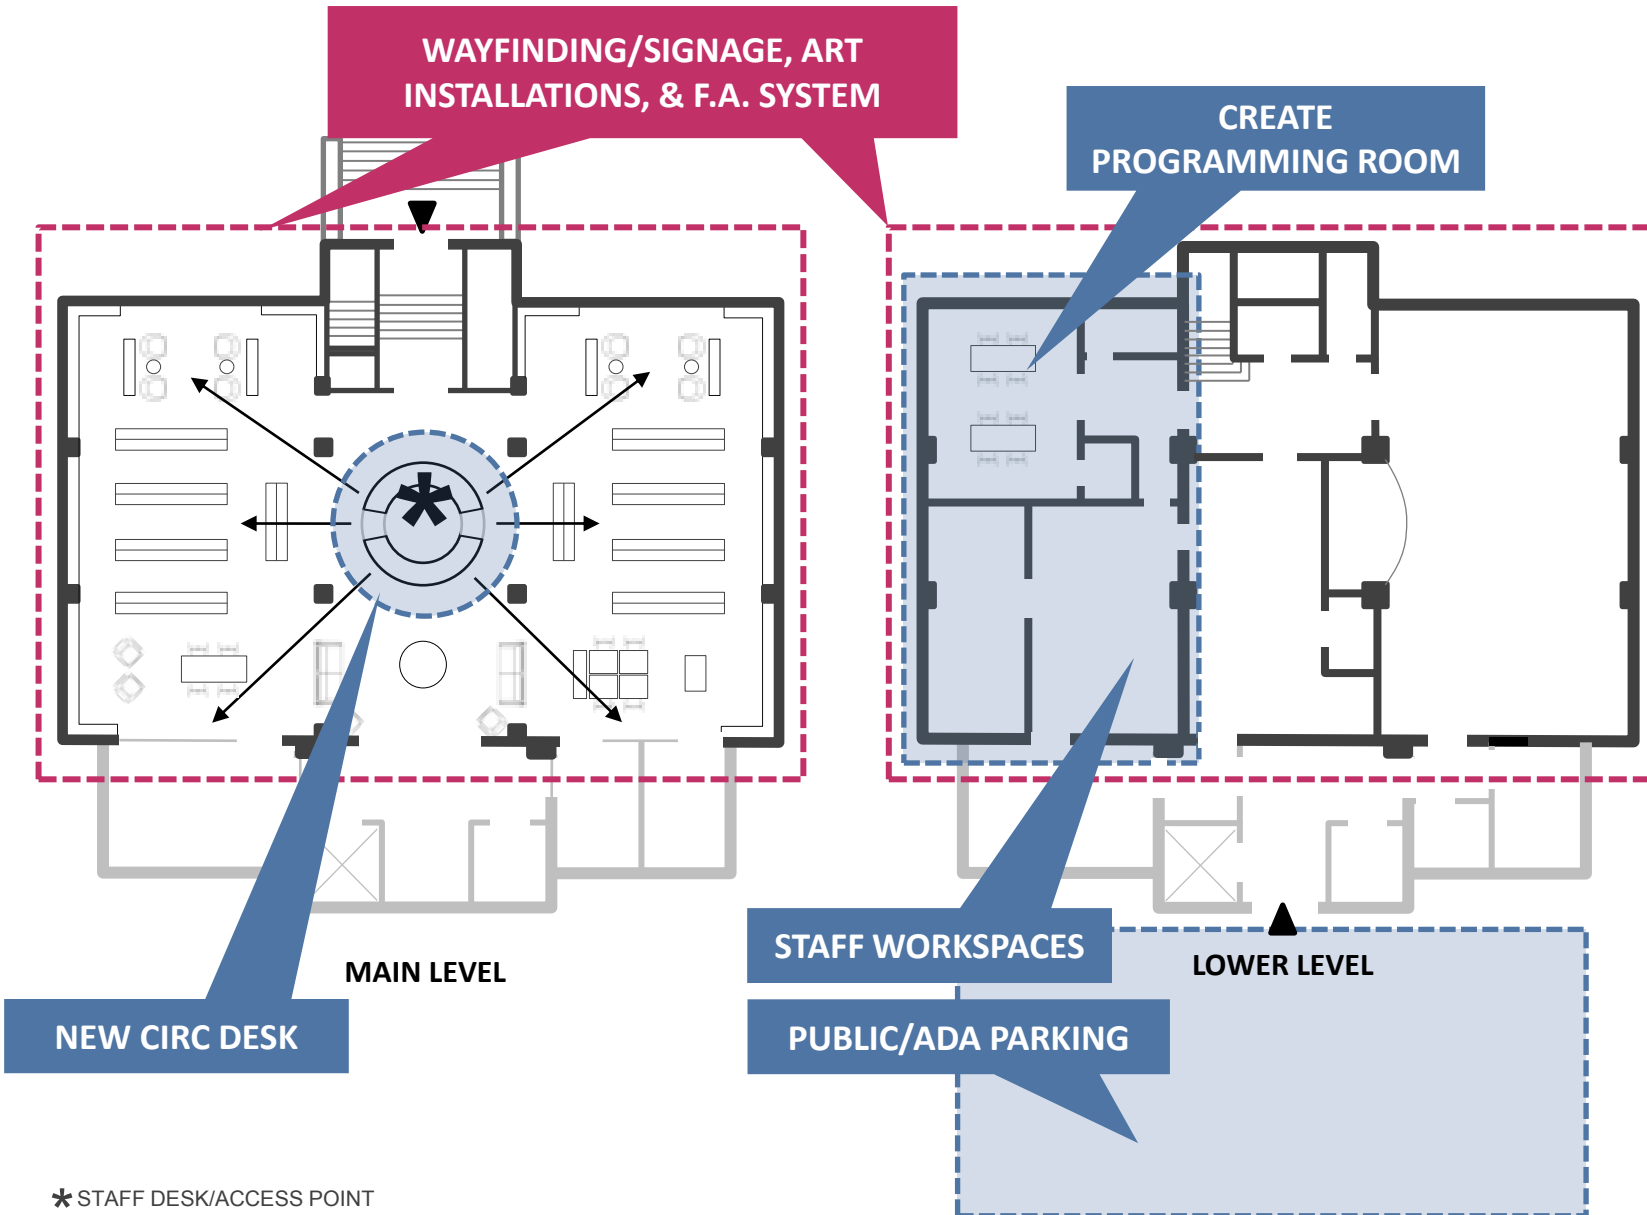 WAYFINDING/SIGNAGE, ART
INSTALLATIONS, & F.A. SYSTEM
CREATE
PROGRAMMING ROOM
STAFF WORKSPACES
MAIN LEVEL
LOWER LEVEL
NEW CIRC DESK
PUBLIC/ADA PARKING
* STAFF DESK/ACCESS POINT